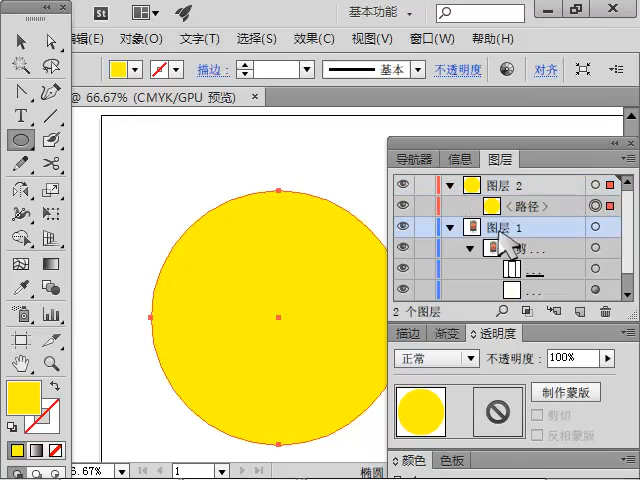 St
基本功能
编辑(E) 对象(O) 文字(T) 选择(S) 效果(C) 视图(V) 窗口(W) 帮助(H)
描边: 基本 不透明度 对齐
@ 66.67% (CMYK/GPU 预览) ×
导航器 信息 图层
图层 2
<路径>
图层 1
剪...
...
...
2 个图层
描边 渐变 透明度
正常 不透明度: 100%
制作蒙版
剪切
反相蒙版
颜色 色板
6.67% 1 椭圆